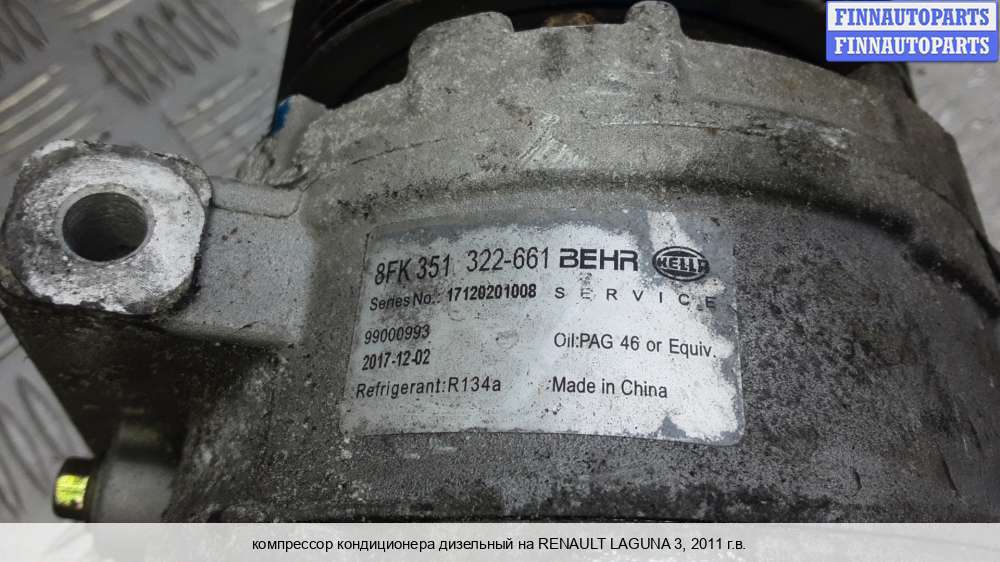 FINNAUTOPARTS
FINNAUTOPARTS
8FK 351 322-661 BEHR HELLA
Series No.: 17120201008 SERVICE
99000993
Oil:PAG 46 or Equiv.
2017-12-02
Refrigerant:R134a
:Made in China
компрессор кондиционера дизельный на RENAULT LAGUNA 3, 2011 г.в.